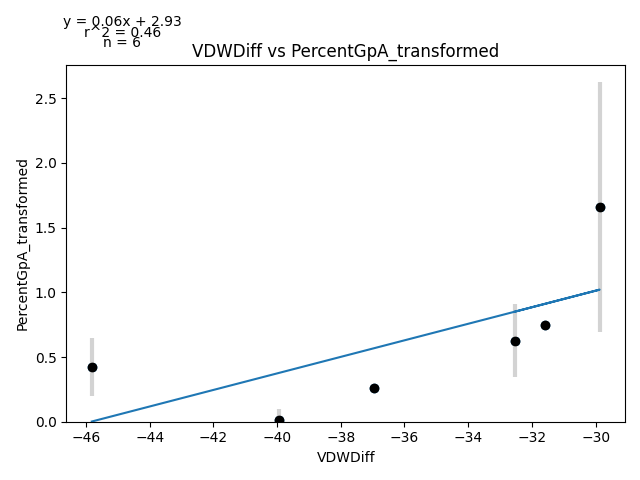 y = 0.06x + 2.93
r^2 = 0.46
n = 6
VDWDiff vs PercentGpA_transformed
2.5
2.0
1.5
1.0
0.5
0.0
PercentGpA_transformed
−46 −44 −42 −40 −38 −36 −34 −32 −30
VDWDiff